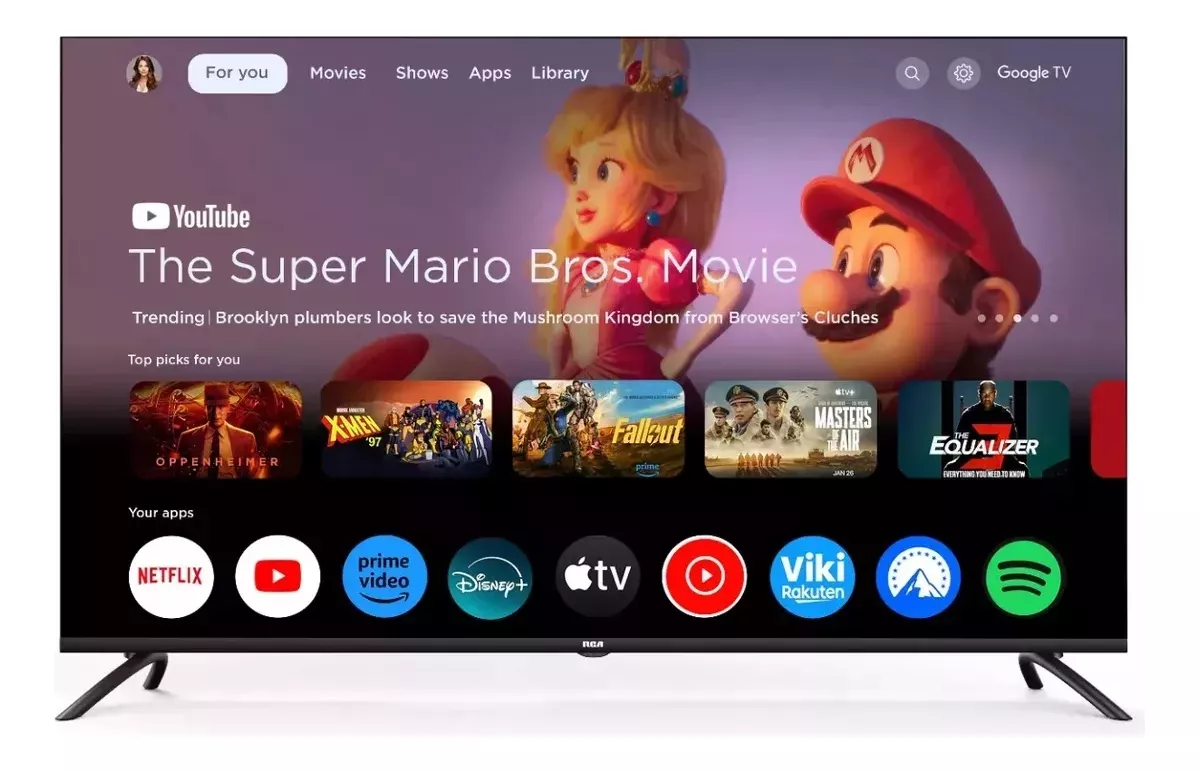 For you
Movies
Shows
Apps
Library
Google TV
YouTube
The Super Mario Bros. Movie
Trending | Brooklyn plumbers look to save the Mushroom Kingdom from Browser's Cluches
Top picks for you
OPPENHEIMER
X-MEN
'97
Fallout
prime
tv+
MASTERS
OF THE
AIR
JAN 26
THE
EQUALIZER
3
EVERYTHING YOU NEED TO KNOW
Your apps
NETFLIX
prime
video
Disney+
tv
Viki
Rakuten
RCA
M